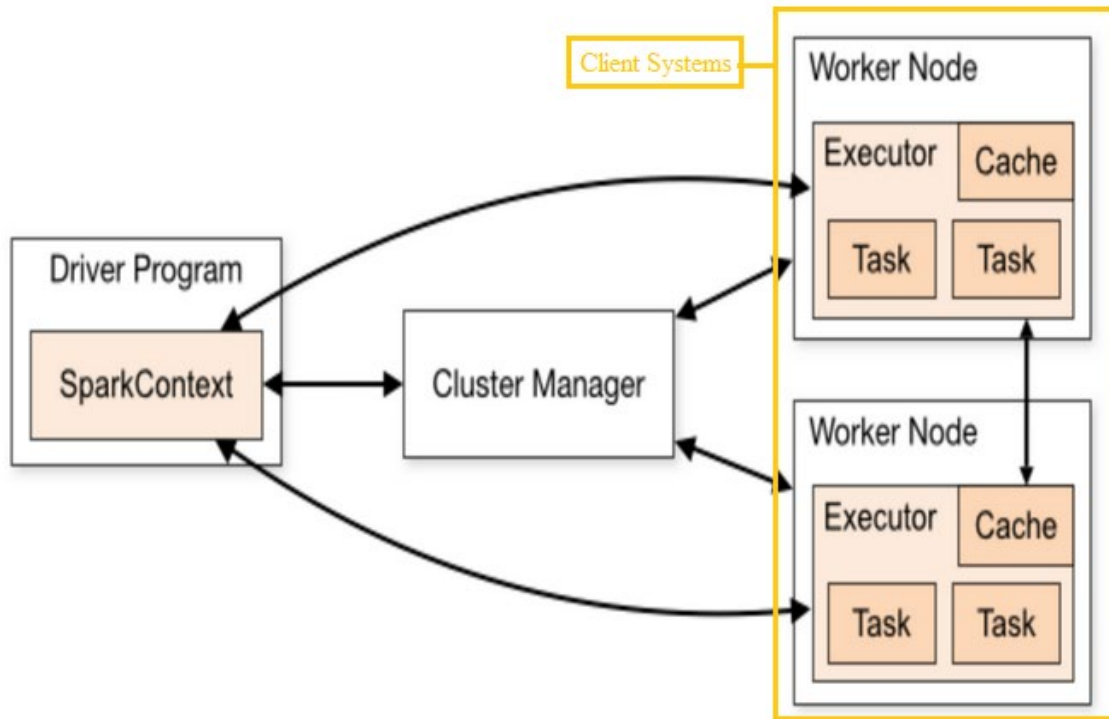 Client Systems
Worker Node
Executor
Cache
Task
Task
Driver Program
SparkContext
Cluster Manager
Worker Node
Executor
Cache
Task
Task